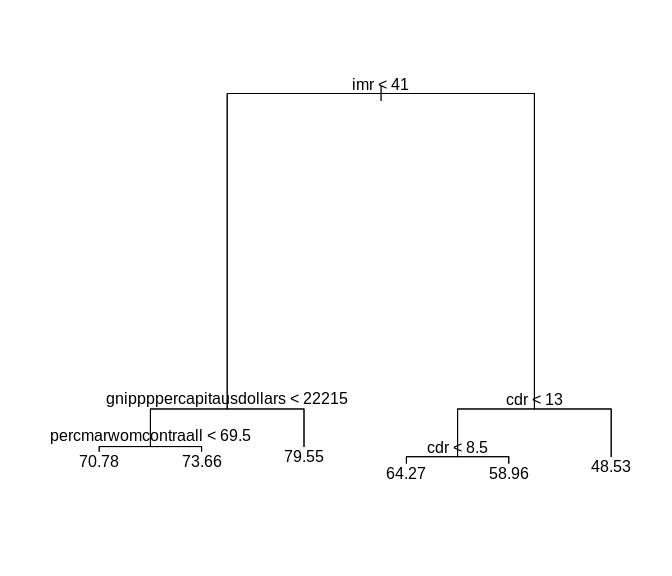 imr < 41
gnippppercapitausdollars < 22215
cdr < 13
percmarwomcontraall < 69.5
cdr < 8.5
70.78
73.66
79.55
64.27
58.96
48.53